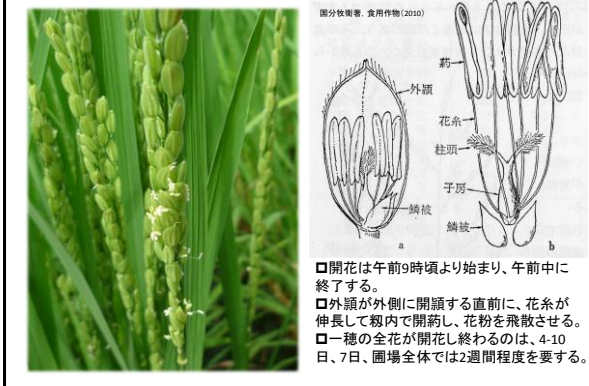 国分牧衛著、食用作物(2010)
葯
外頴
花糸
柱頭
子房
鱗被
鱗被
a
b
□開花は午前9時頃より始まり、午前中に
終了する。
□外頴が外側に開頴する直前に、花糸が
伸長して籾内で開葯し、花粉を飛散させる。
□一穂の全花が開花し終わるのは、4-10
日、7日、圃場全体では2週間程度を要する。